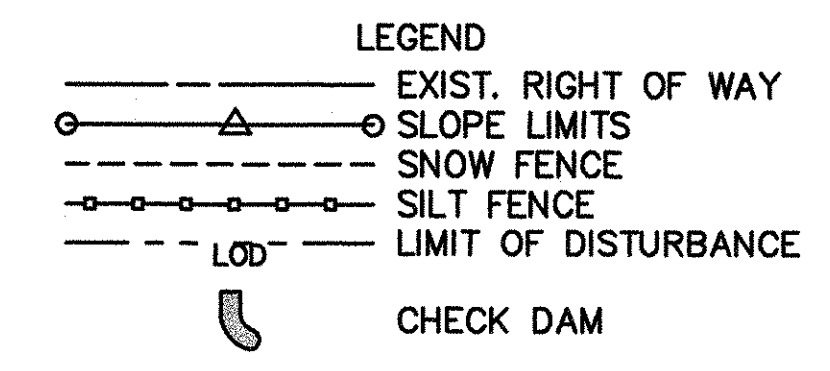 LEGEND
EXIST. RIGHT OF WAY
SLOPE LIMITS
SNOW FENCE
SILT FENCE
LOD LIMIT OF DISTURBANCE
CHECK DAM